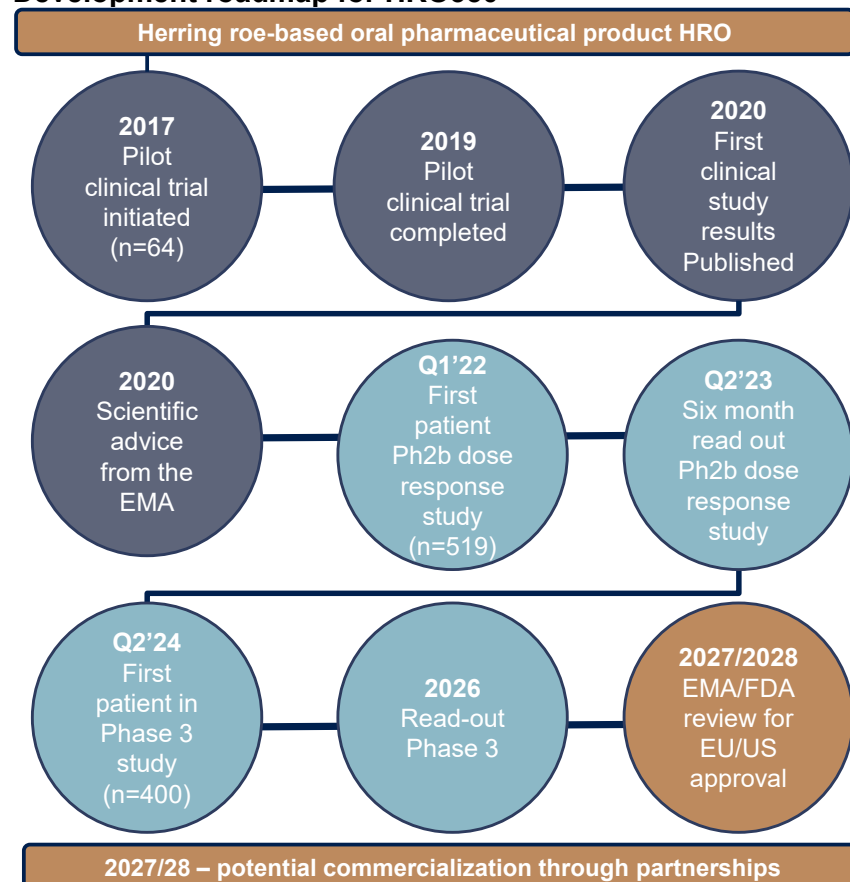 Development roadmap for HRO350
Herring roe-based oral pharmaceutical product HRO
2017
Pilot
clinical trial
initiated
(n=64)
2019
Pilot
clinical trial
completed
2020
First
clinical
study
results
Published
2020
Scientific
advice
from the
EMA
Q1’22
First
patient
Ph2b dose
response
study
(n=519)
Q2’23
Six month
read out
Ph2b dose
response
study
Q2’24
First
patient in
Phase 3
study
(n=400)
2026
Read-out
Phase 3
2027/2028
EMA/FDA
review for
EU/US
approval
2027/28 – potential commercialization through partnerships